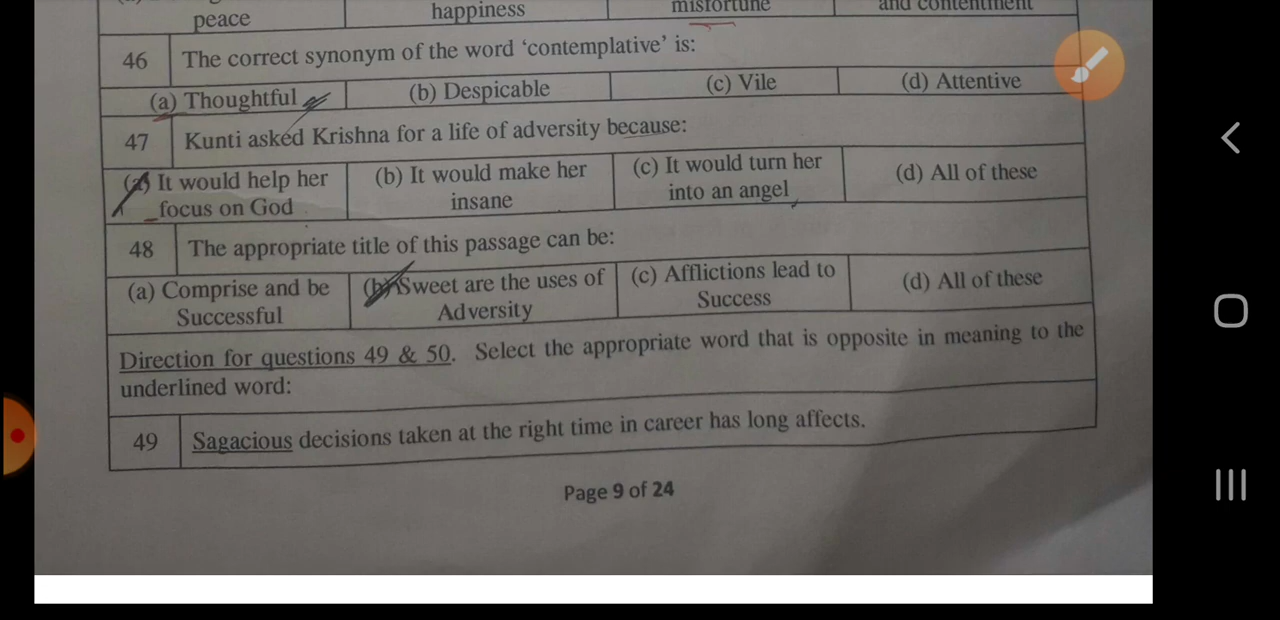 peace
happiness
misfortune
and contentment
46 The correct synonym of the word ‘contemplative’ is:
(a) Thoughtful (b) Despicable (c) Vile (d) Attentive
47 Kunti asked Krishna for a life of adversity because:
(a) It would help her
focus on God
(b) It would make her
insane
(c) It would turn her
into an angel
(d) All of these
48 The appropriate title of this passage can be:
(a) Comprise and be
Successful
(b) Sweet are the uses of
Adversity
(c) Afflictions lead to
Success
(d) All of these
Direction for questions 49 & 50. Select the appropriate word that is opposite in meaning to the
underlined word:
49 Sagacious decisions taken at the right time in career has long affects.
Page 9 of 24